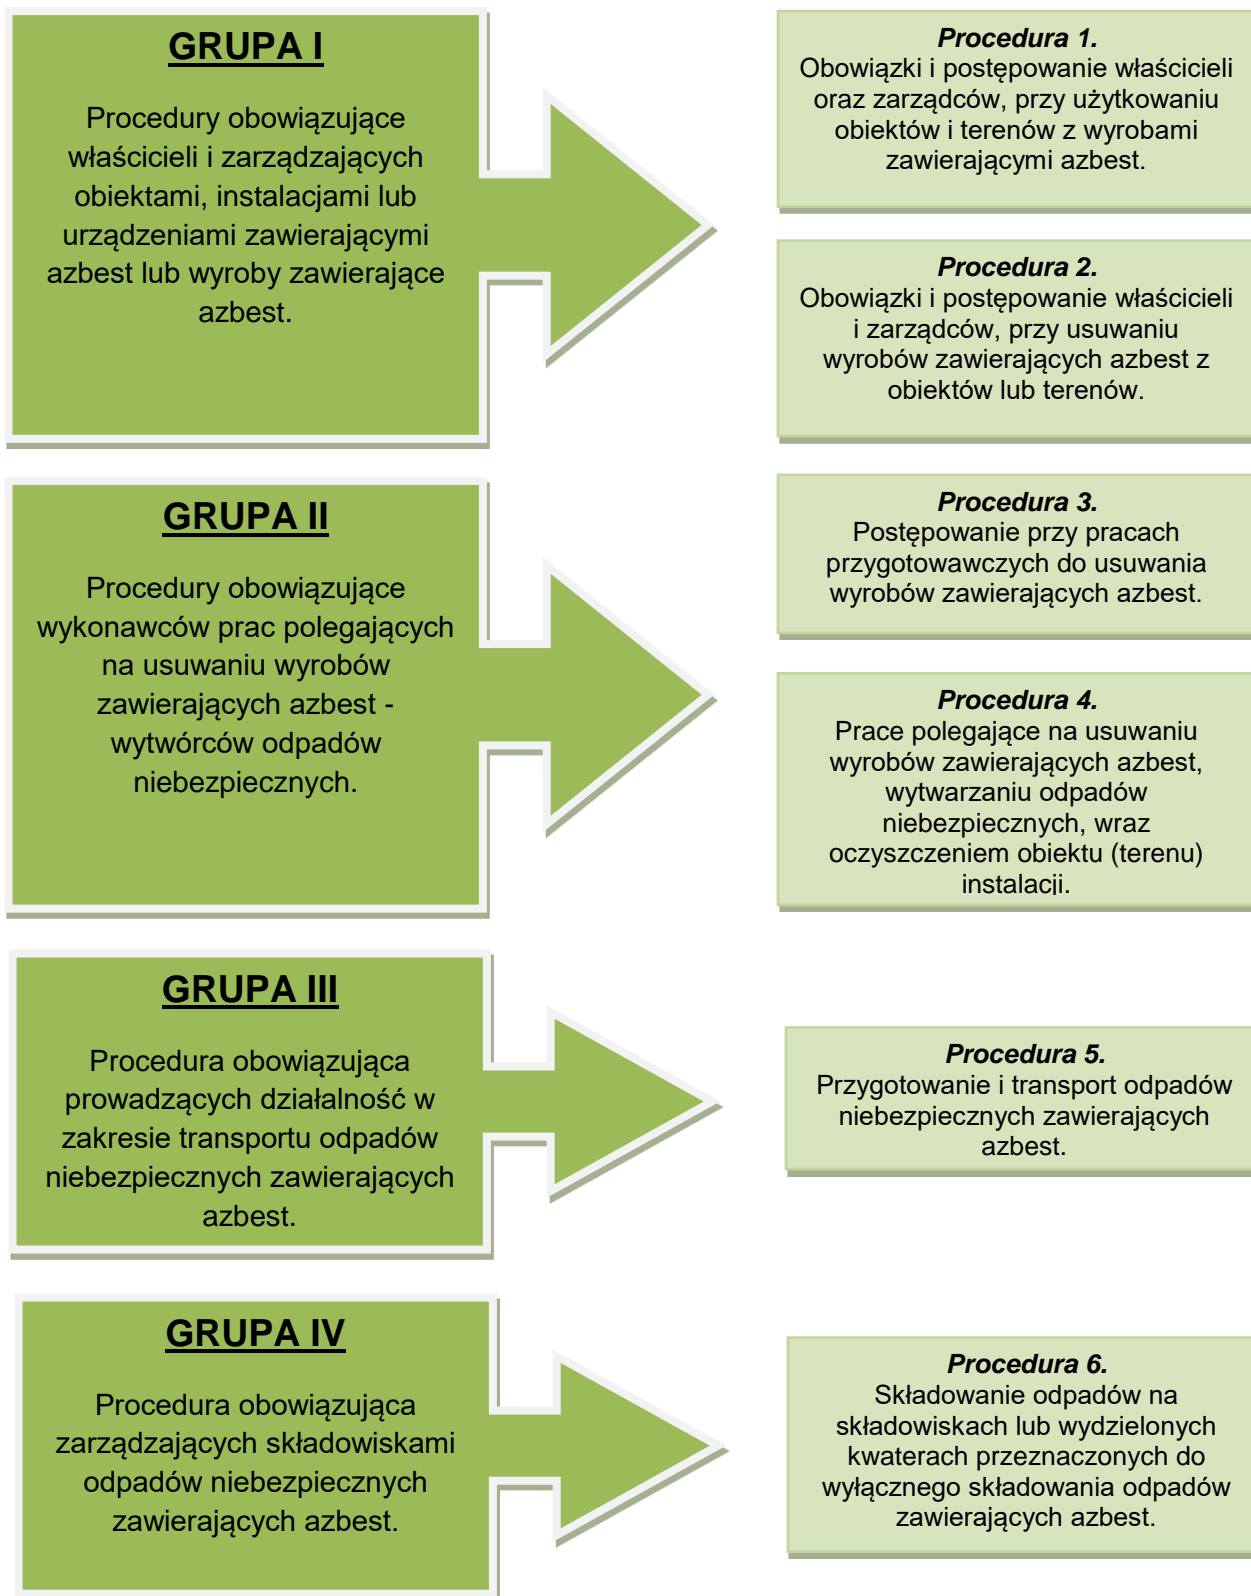 GRUPA I
Procedury obowiązujące
właścicieli i zarządzających
obiektami, instalacjami lub
urządzeniami zawierającymi
azbest lub wyroby zawierające
azbest.
Procedura 1.
Obowiązki i postępowanie właścicieli
oraz zarządców, przy użytkowaniu
obiektów i terenów z wyrobami
zawierającymi azbest.
Procedura 2.
Obowiązki i postępowanie właścicieli
i zarządców, przy usuwaniu
wyrobów zawierających azbest z
obiektów lub terenów.
GRUPA II
Procedury obowiązujące
wykonawców prac polegających
na usuwaniu wyrobów
zawierających azbest -
wytwórców odpadów
niebezpiecznych.
Procedura 3.
Postępowanie przy pracach
przygotowawczych do usuwania
wyrobów zawierających azbest.
Procedura 4.
Prace polegające na usuwaniu
wyrobów zawierających azbest,
wytwarzaniu odpadów
niebezpiecznych, wraz
oczyszczeniem obiektu (terenu)
instalacji.
GRUPA III
Procedura obowiązująca
prowadzących działalność w
zakresie transportu odpadów
niebezpiecznych zawierających
azbest.
Procedura 5.
Przygotowanie i transport odpadów
niebezpiecznych zawierających
azbest.
GRUPA IV
Procedura obowiązująca
zarządzających składowiskami
odpadów niebezpiecznych
zawierających azbest.
Procedura 6.
Składowanie odpadów na
składowiskach lub wydzielonych
kwaterach przeznaczonych do
wyłącznego składowania odpadów
zawierających azbest.